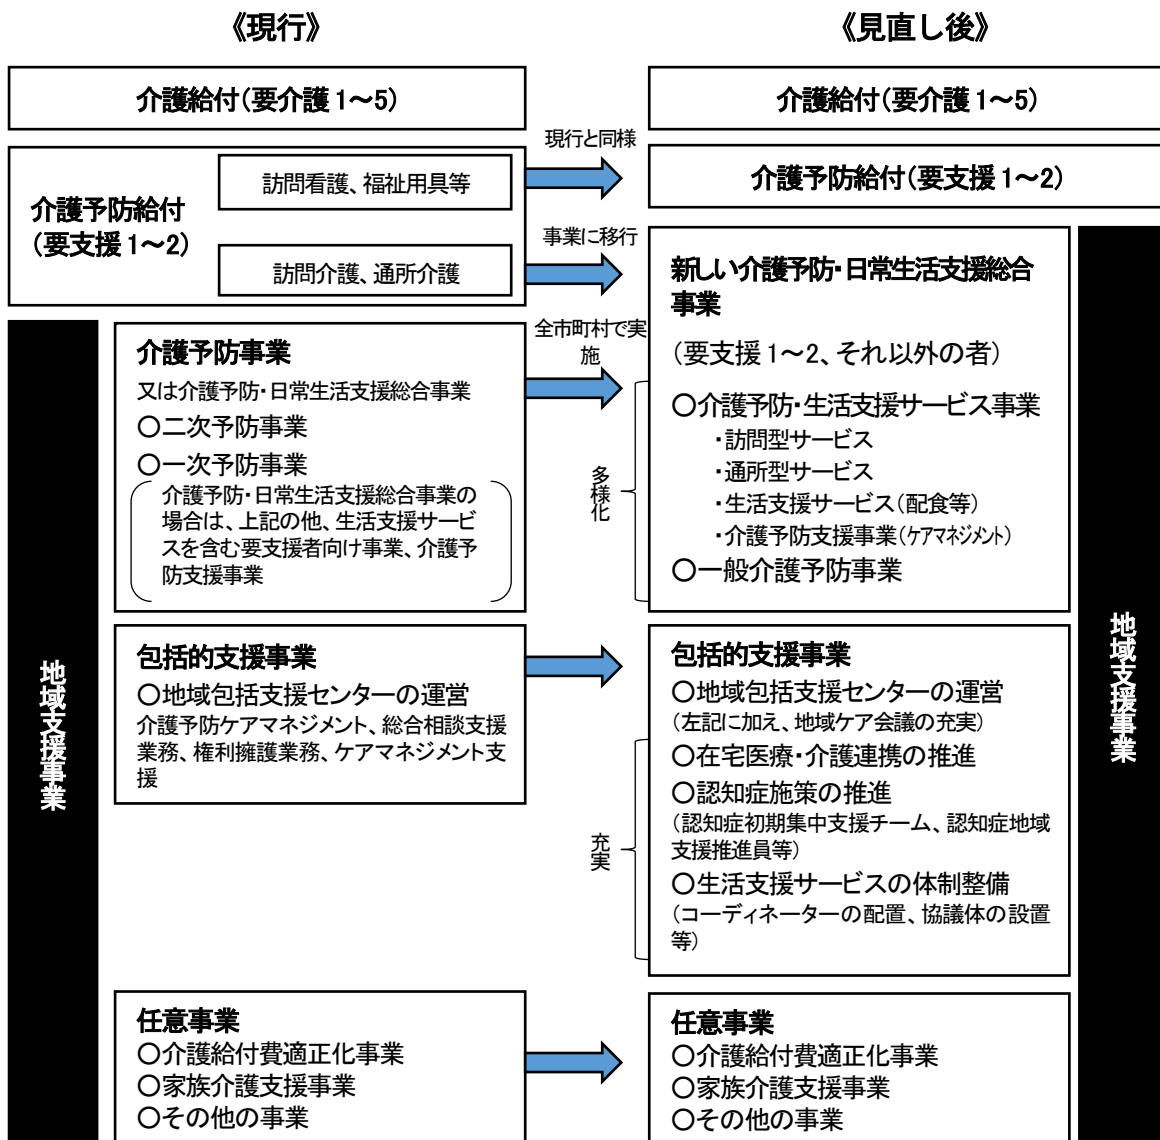 《現行》
《見直し後》
介護給付(要介護1～5)
介護給付(要介護1～5)
現行と同様
介護予防給付
(要支援1～2)
訪問看護、福祉用具等
介護予防給付(要支援1～2)
事業に移行
訪問介護、通所介護
全市町村で実
施
介護予防事業
又は介護予防・日常生活支援総合事業
○二次予防事業
○一次予防事業
介護予防・日常生活支援総合事業の
場合は、上記の他、生活支援サービ
スを含む要支援者向け事業、介護予
防支援事業
多様化
新しい介護予防・日常生活支援総合
事業
(要支援1～2、それ以外の者)
○介護予防・生活支援サービス事業
・訪問型サービス
・通所型サービス
・生活支援サービス(配食等)
・介護予防支援事業(ケアマネジメント)
○一般介護予防事業
地域支援事業
包括的支援事業
○地域包括支援センターの運営
介護予防ケアマネジメント、総合相談支援
業務、権利擁護業務、ケアマネジメント支
援
充実
包括的支援事業
○地域包括支援センターの運営
(左記に加え、地域ケア会議の充実)
○在宅医療・介護連携の推進
○認知症施策の推進
(認知症初期集中支援チーム、認知症地域
支援推進員等)
○生活支援サービスの体制整備
(コーディネーターの配置、協議体の設置
等)
地域支援事業
任意事業
○介護給付費適正化事業
○家族介護支援事業
○その他の事業
任意事業
○介護給付費適正化事業
○家族介護支援事業
○その他の事業